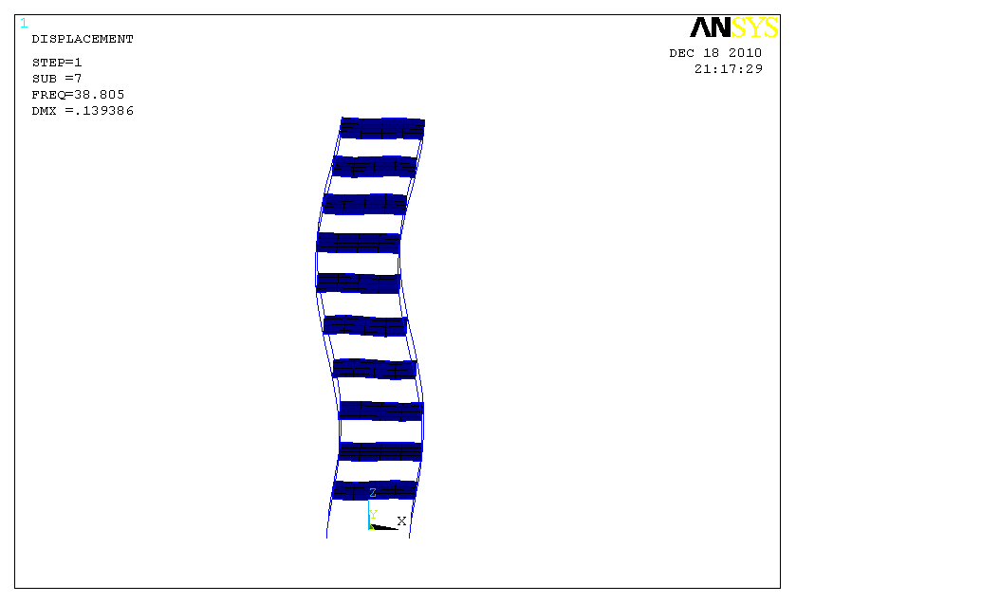 1
ANSYS
DISPLACEMENT
STEP=1
SUB =7
FREQ=38.805
DMX =.139386
DEC 18 2010
21:17:29
Z
Y
X